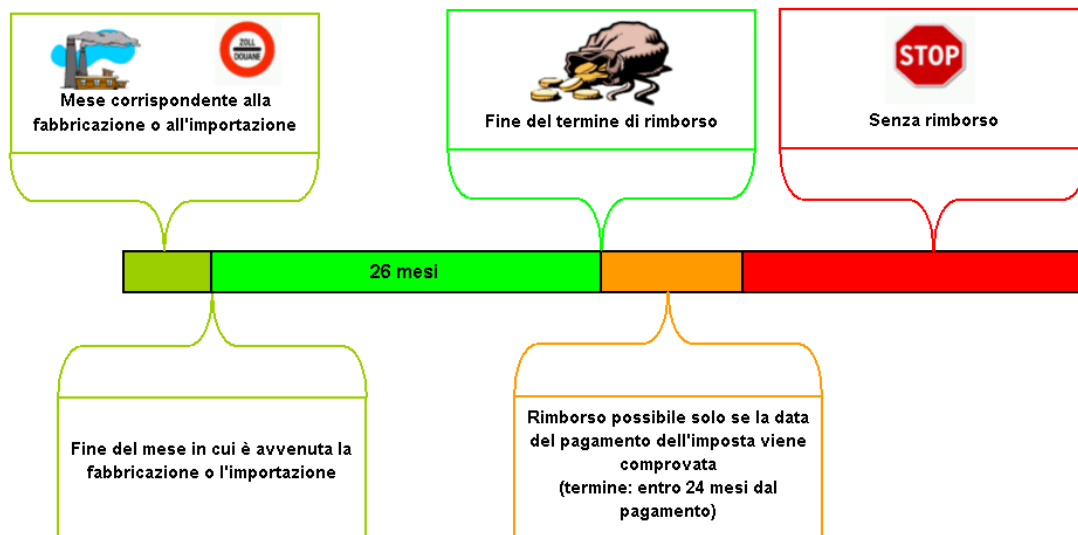 ZOLL
DOUANE
Mese corrispondente alla
fabbricazione o all'importazione
Fine del termine di rimborso
STOP
Senza rimborso
26 mesi
Fine del mese in cui è avvenuta la
fabbricazione o l'importazione
Rimborso possibile solo se la data
del pagamento dell'imposta viene
comprovata
(termine: entro 24 mesi dal
pagamento)